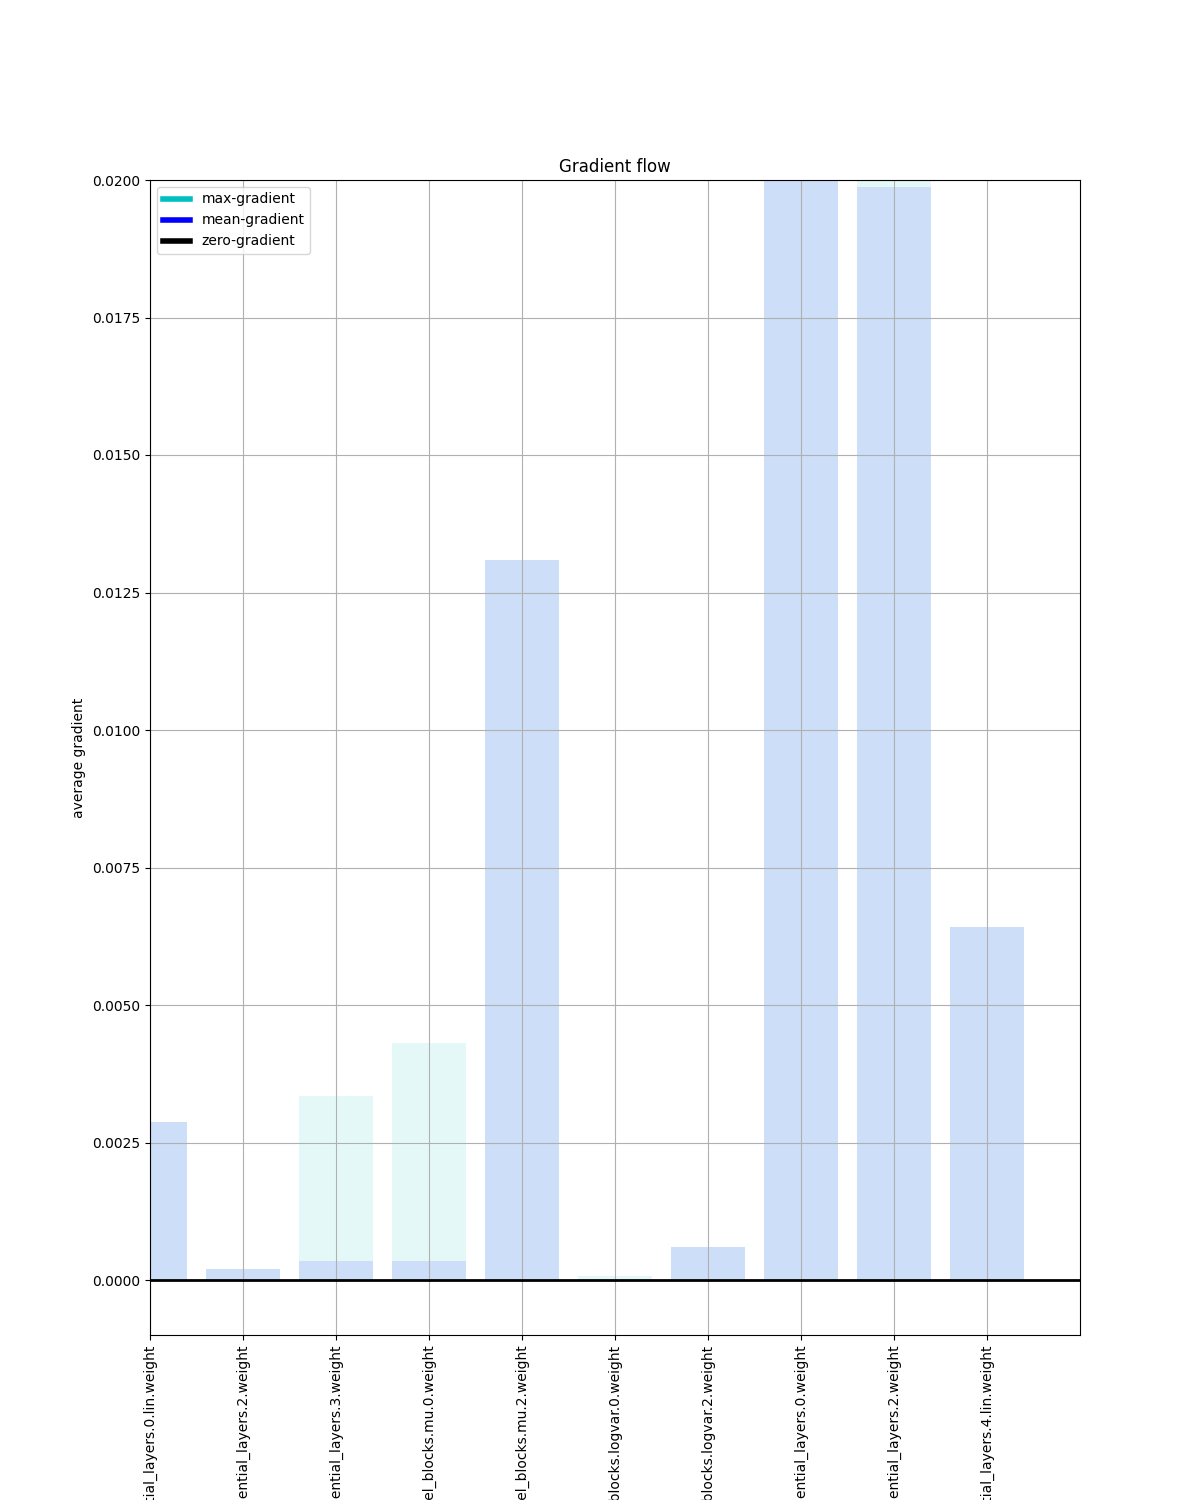 Gradient flow
max-gradient
mean-gradient
zero-gradient
0.0200
0.0175
0.0150
0.0125
0.0100
0.0075
0.0050
0.0025
0.0000
average gradient
tial_layers.0.lin.weight
ential_layers.2.weight
ential_layers.3.weight
el_blocks.mu.0.weight
el_blocks.mu.2.weight
blocks.logvar.0.weight
blocks.logvar.2.weight
ential_layers.0.weight
ential_layers.2.weight
tial_layers.4.lin.weight